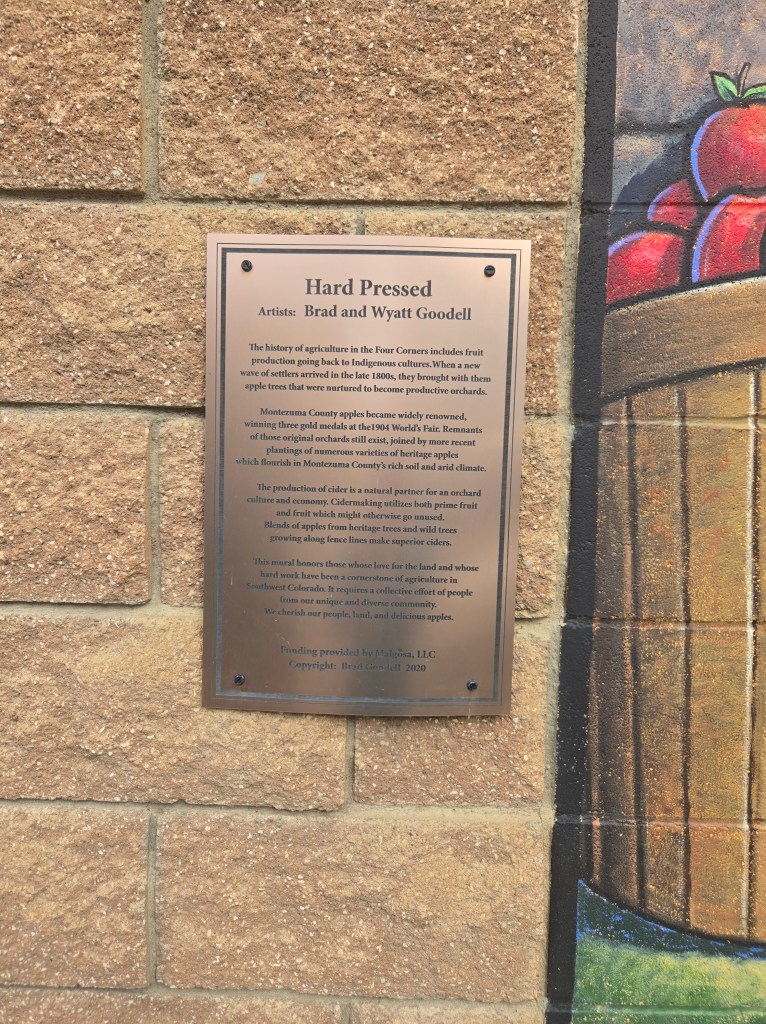 Hard Pressed
Artists: Brad and Wyatt Goodell
The history of agriculture in the Four Corners includes fruit
production going back to Indigenous cultures.When a new
wave of settlers arrived in the late 1800s, they brought with them
apple trees that were nurtured to become productive orchards.
Montezuma County apples became widely renowned,
winning three gold medals at the1904 World's Fair. Remnants
of those original orchards still exist, joined by more recent
plantings of numerous varieties of heritage apples
which flourish in Montezuma County's rich soil and arid climate.
The production of cider is a natural partner for an orchard
culture and economy. Cidermaking utilizes both prime fruit
and fruit which might otherwise go unused.
Blends of apples from heritage trees and wild trees
growing along fence lines make superior ciders.
This mural honors those whose love for the land and whose
hard work have been a cornerstone of agriculture in
Southwest Colorado. It requires a collective effort of people
from our unique and diverse community.
We cherish our people, land, and delicious apples.
Funding provided by LLC
Copyright: Brad Goodell 2020